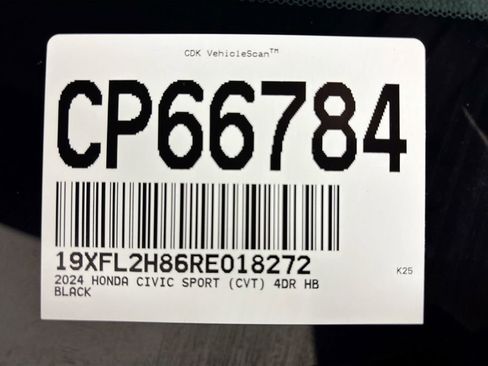 CDK VehicleScan™
CP66784
19XFL2H86RE018272
2024 HONDA CIVIC SPORT (CVT) 4DR HB
BLACK
K25